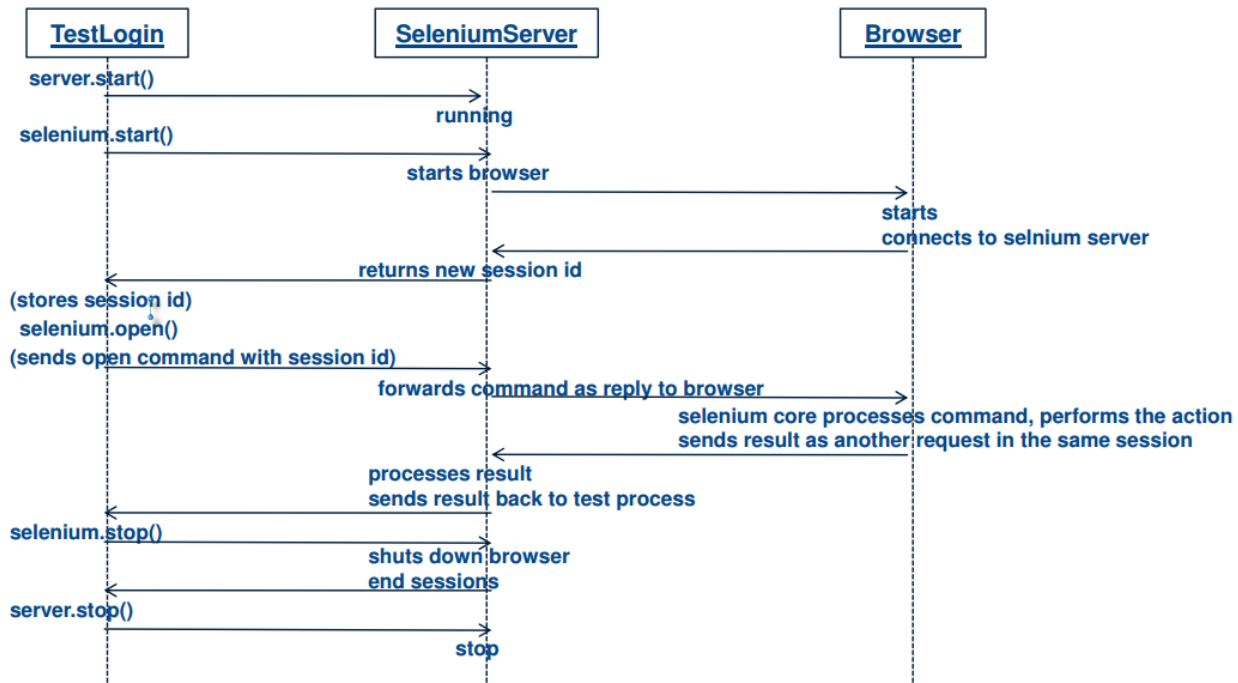 TestLogin
SeleniumServer
Browser
server.start()
running
selenium.start()
starts browser
starts
connects to selnium server
returns new session id
(stores session id)
selenium.open()
(sends open command with session id)
forwards command as reply to browser
selenium core processes command, performs the action
sends result as another request in the same session
processes result
sends result back to test process
selenium.stop()
shuts down browser
end sessions
server.stop()
stop